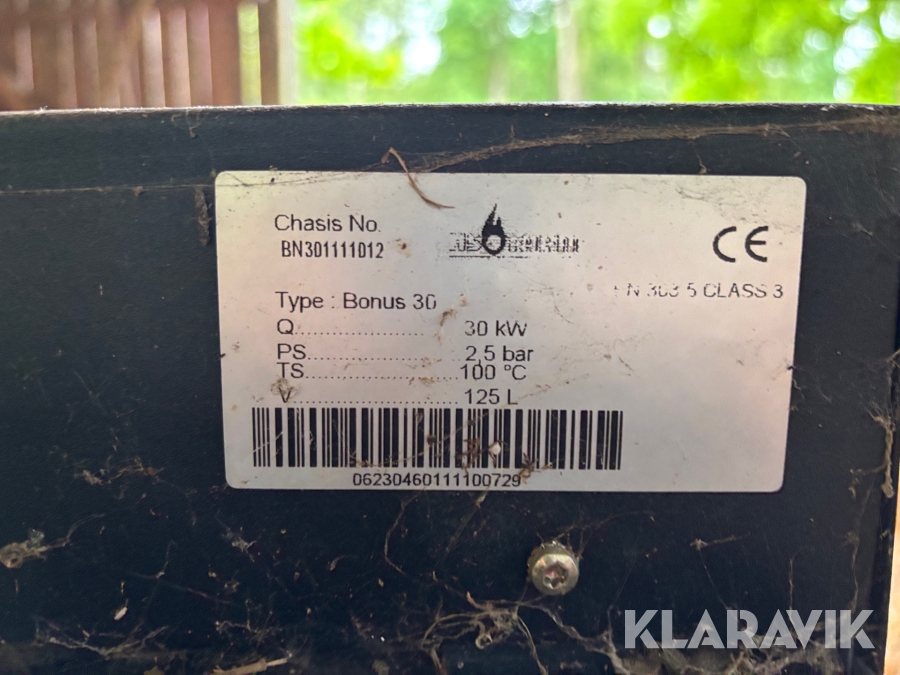 Chasis No.
BN301111012
CE
N 303-5 CLASS 3
Type : Bonus 30
Q.......................... 30 kW
PS........................ 2,5 bar
TS........................ 100 °C
V.......................... 125 L
06230460111100729
KLARAVIK